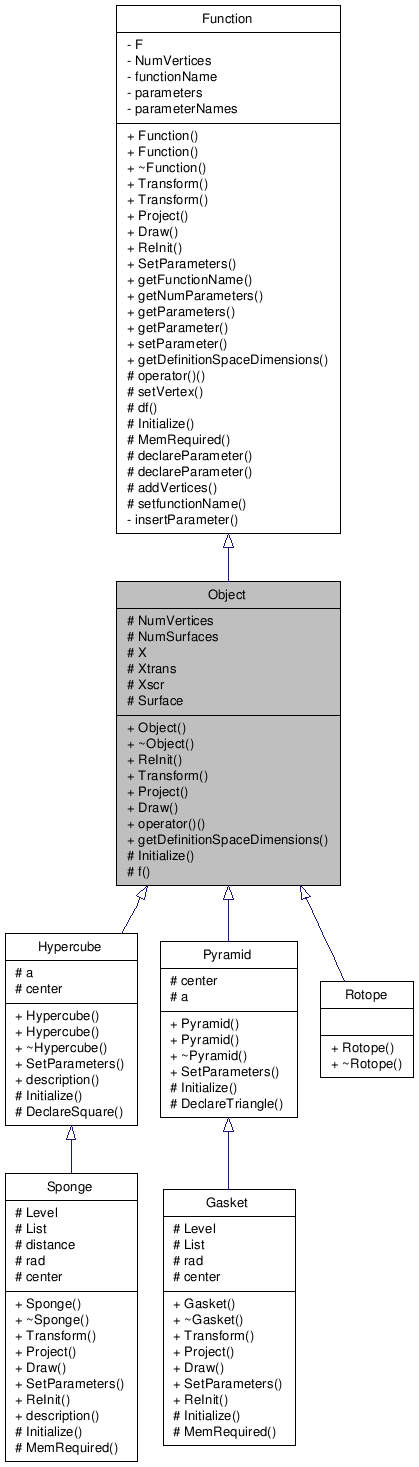 Function
- F
- NumVertices
- functionName
- parameters
- parameterNames
+ Function()
+ Function()
+ ~Function()
+ Transform()
+ Transform()
+ Project()
+ Draw()
+ ReInit()
+ SetParameters()
+ getFunctionName()
+ getNumParameters()
+ getParameters()
+ getParameter()
+ setParameter()
+ getDefinitionSpaceDimensions()
# operator()()
# setVertex()
# df()
# Initialize()
# MemRequired()
# declareParameter()
# declareParameter()
# addVertices()
# setfunctionName()
- insertParameter()
Object
# NumVertices
# NumSurfaces
# X
# Xtrans
# Xscr
# Surface
+ Object()
+ ~Object()
+ ReInit()
+ Transform()
+ Project()
+ Draw()
+ operator()()
+ getDefinitionSpaceDimensions()
# Initialize()
# f()
Hypercube
# a
# center
+ Hypercube()
+ Hypercube()
+ ~Hypercube()
+ SetParameters()
+ description()
# Initialize()
# DeclareSquare()
Pyramid
# center
# a
+ Pyramid()
+ Pyramid()
+ ~Pyramid()
+ SetParameters()
# Initialize()
# DeclareTriangle()
Rotope
+ Rotope()
+ ~Rotope()
Sponge
# Level
# List
# distance
# rad
# center
+ Sponge()
+ ~Sponge()
+ Transform()
+ Project()
+ Draw()
+ SetParameters()
+ ReInit()
+ description()
# Initialize()
# MemRequired()
Gasket
# Level
# List
# rad
# center
+ Gasket()
+ ~Gasket()
+ Transform()
+ Project()
+ Draw()
+ SetParameters()
+ ReInit()
# Initialize()
# MemRequired()